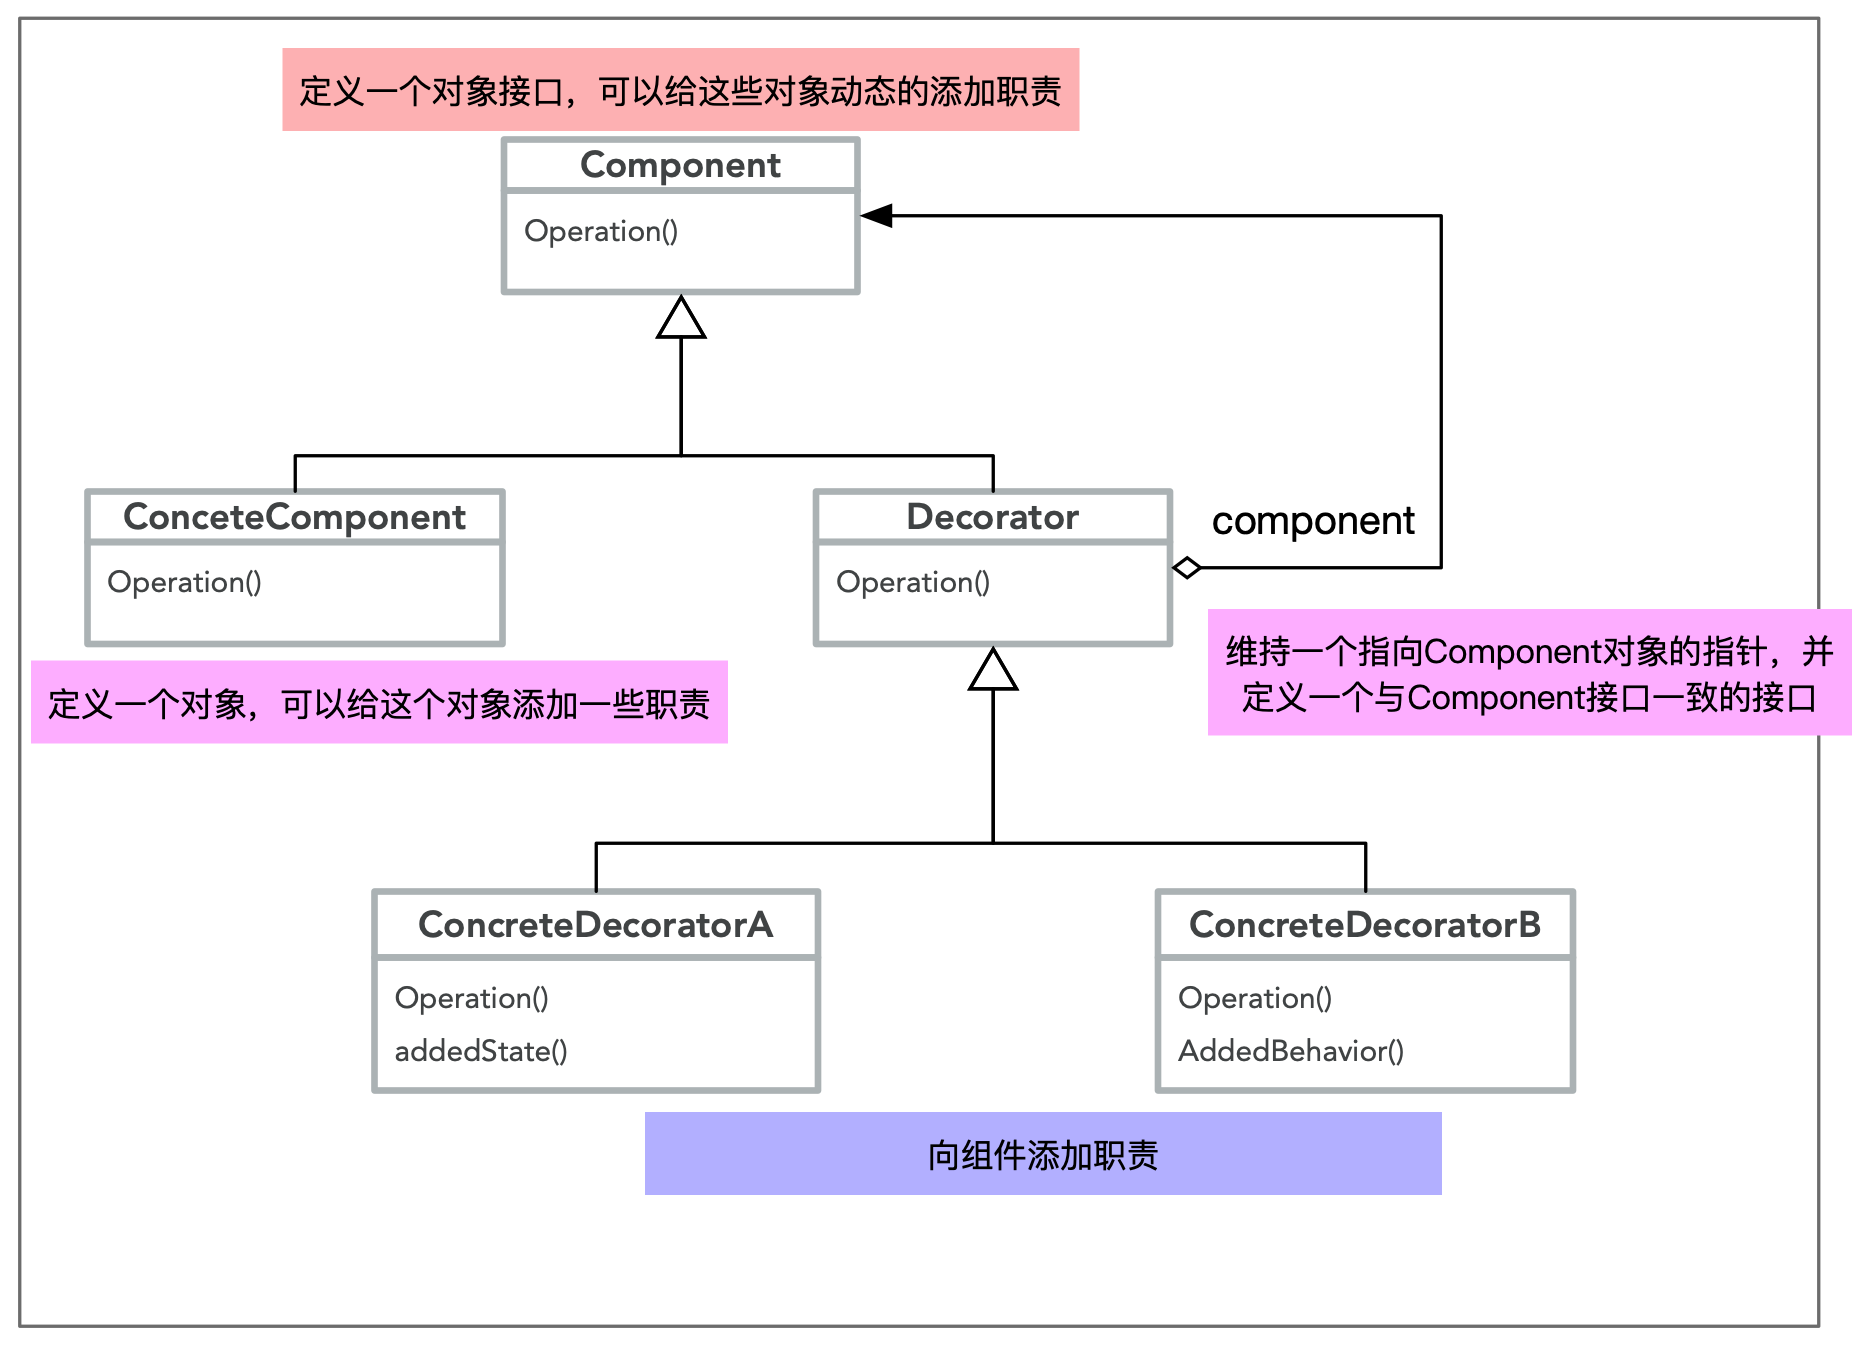 定义一个对象接口，可以给这些对象动态的添加职责
Component
Operation()
ConceteComponent
Operation()
Decorator
Operation()
component
定义一个对象，可以给这个对象添加一些职责
维持一个指向Component对象的指针，并
定义一个与Component接口一致的接口
ConcreteDecoratorA
Operation()
addedState()
ConcreteDecoratorB
Operation()
AddedBehavior()
向组件添加职责